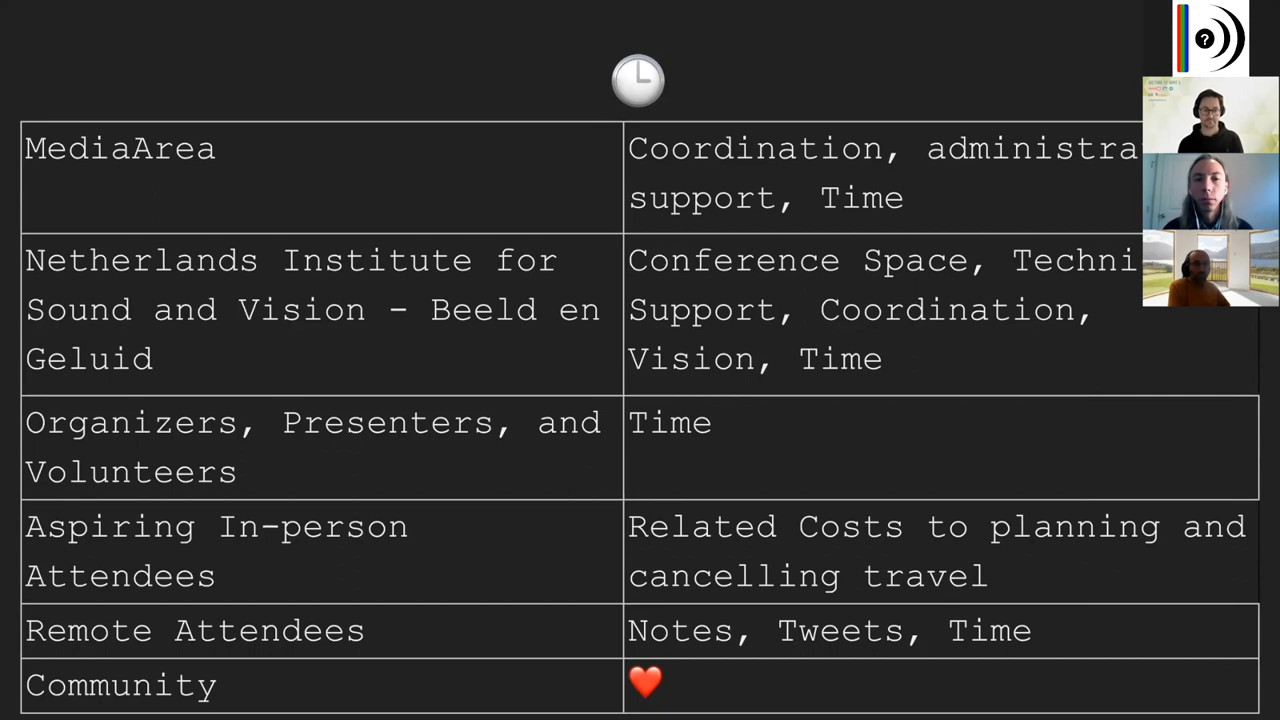 MediaArea
Coordination, administra
support, Time
Netherlands Institute for
Sound and Vision - Beeld en
Geluid
Conference Space, Techni
Support, Coordination,
Vision, Time
Organizers, Presenters, and
Volunteers
Time
Aspiring In-person
Attendees
Related Costs to planning and
cancelling travel
Remote Attendees
Notes, Tweets, Time
Community
?